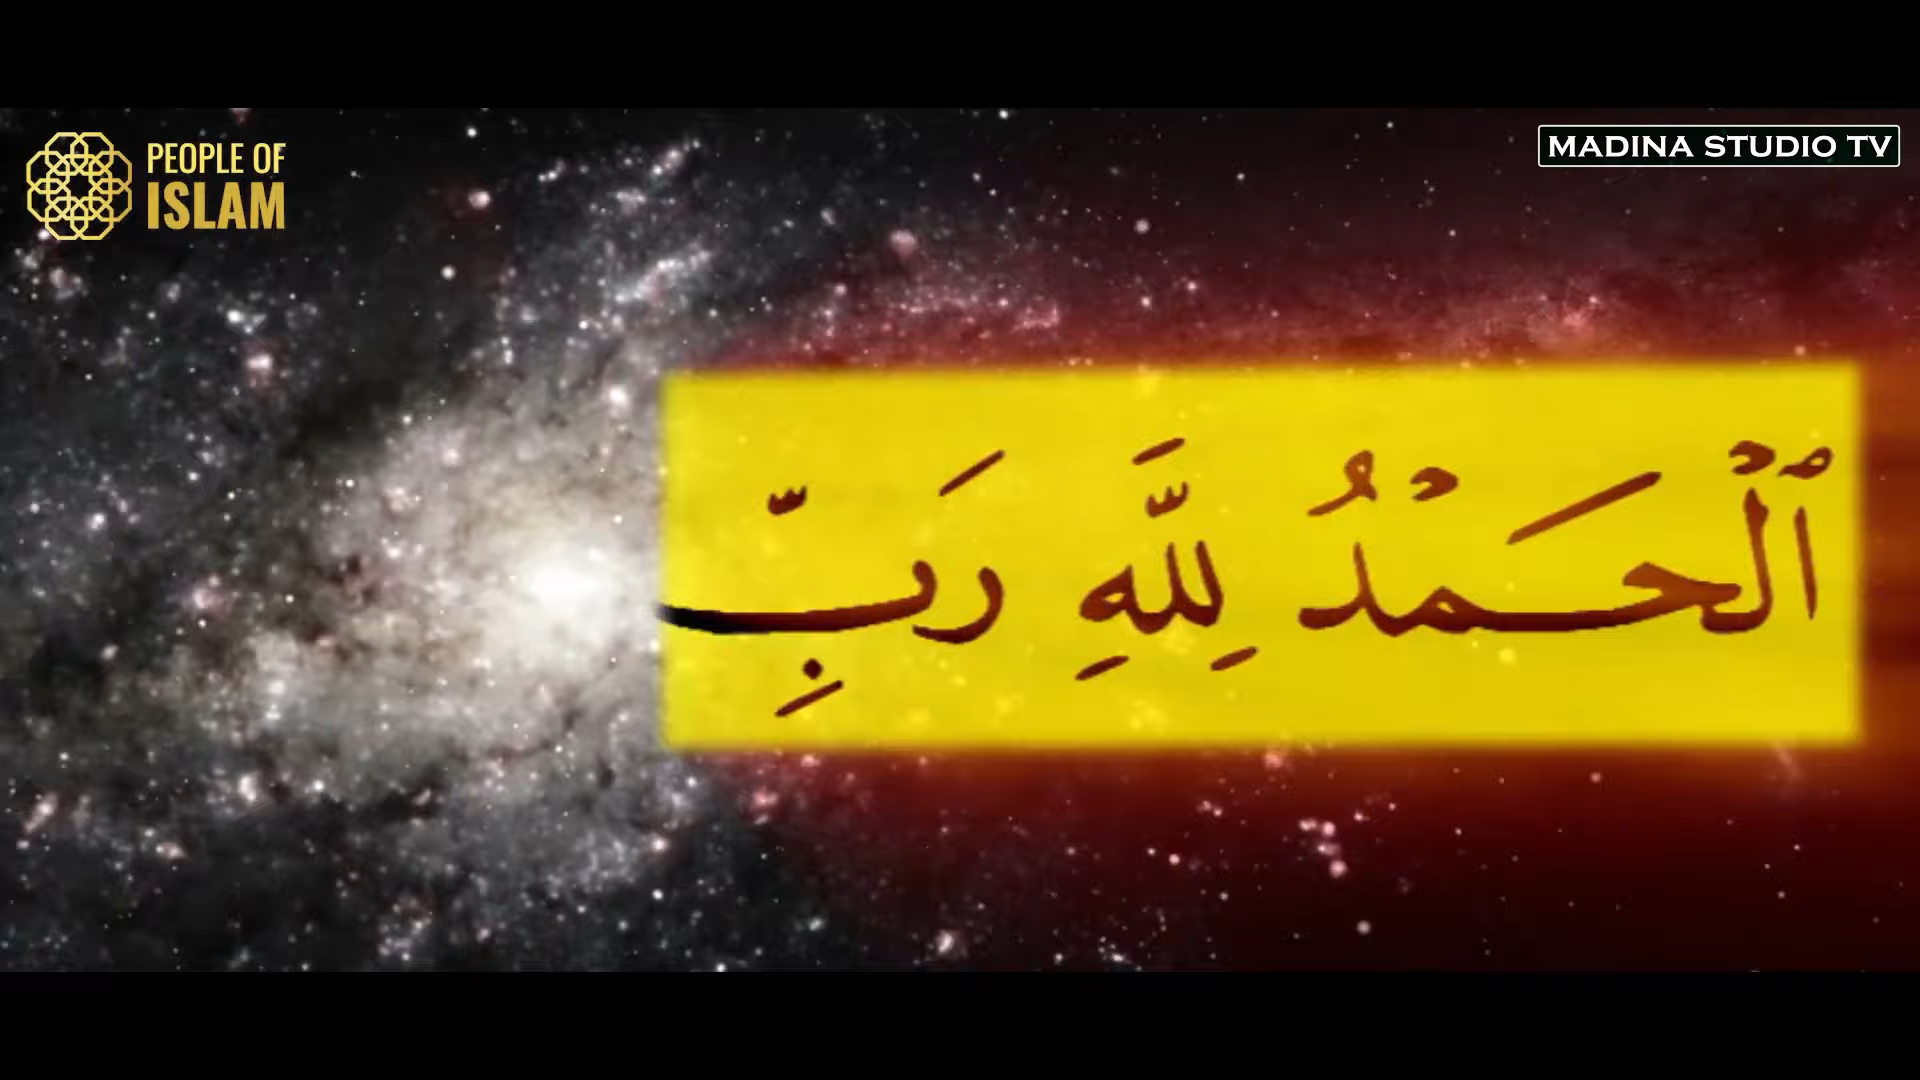 PEOPLE OF
ISLAM
MADINA STUDIO TV
ٱلْحَمْدُ لِلَّهِ رَبِّ